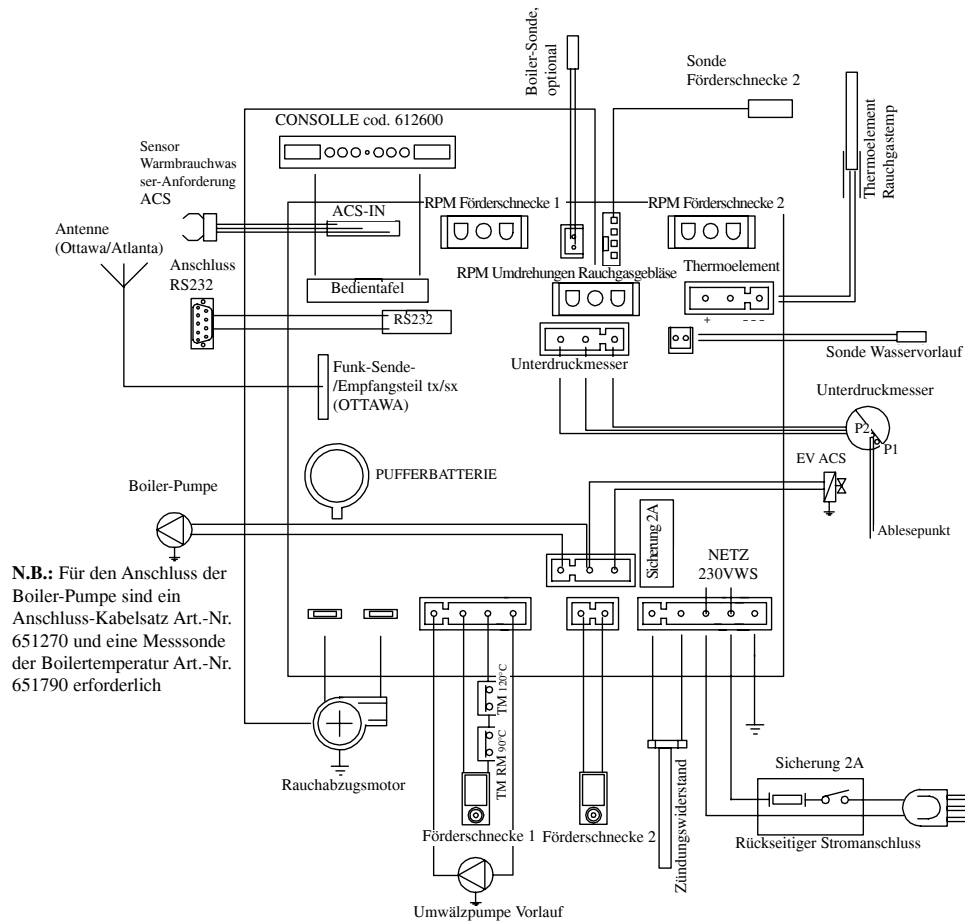 Boiler-Sonde,
optional
Sonde
Förderschnecke 2
CONSOLLE cod. 612600
Sensor
Warmbrauchwas
ser-Anforderung
ACS
Thermoelement
Rauchgastemp
ACS-IN
RPM Förderschnecke 1
RPM Förderschnecke 2
Antenne
(Ottawa/Atlanta)
Anschluss
RS232
RPM Umdrehungen Rauchgasgebläse
Thermoelement
Bedientafel
RS232
+
---
Sonde Wasservorlauf
Unterdruckmesser
Funk-Sende-
/Empfangsteil tx/sx
(OTTAWA)
Unterdruckmesser
P2
P1
EV ACS
PUFFERBATTERIE
Boiler-Pumpe
Ablesepunkt
Sicherung 2A
NETZ
230VWS
N.B.: Für den Anschluss der
Boiler-Pumpe sind ein
Anschluss-Kabelsatz Art.-Nr.
651270 und eine Messsonde
der Boilertemperatur Art.-Nr.
651790 erforderlich
TM 120°C
TM RM 90°C
Rauchabzugsmotor
Sicherung 2A
Förderschnecke 1
Förderschnecke 2
Zündungswiderstand
Rückseitiger Stromanschluss
Umwälzpumpe Vorlauf